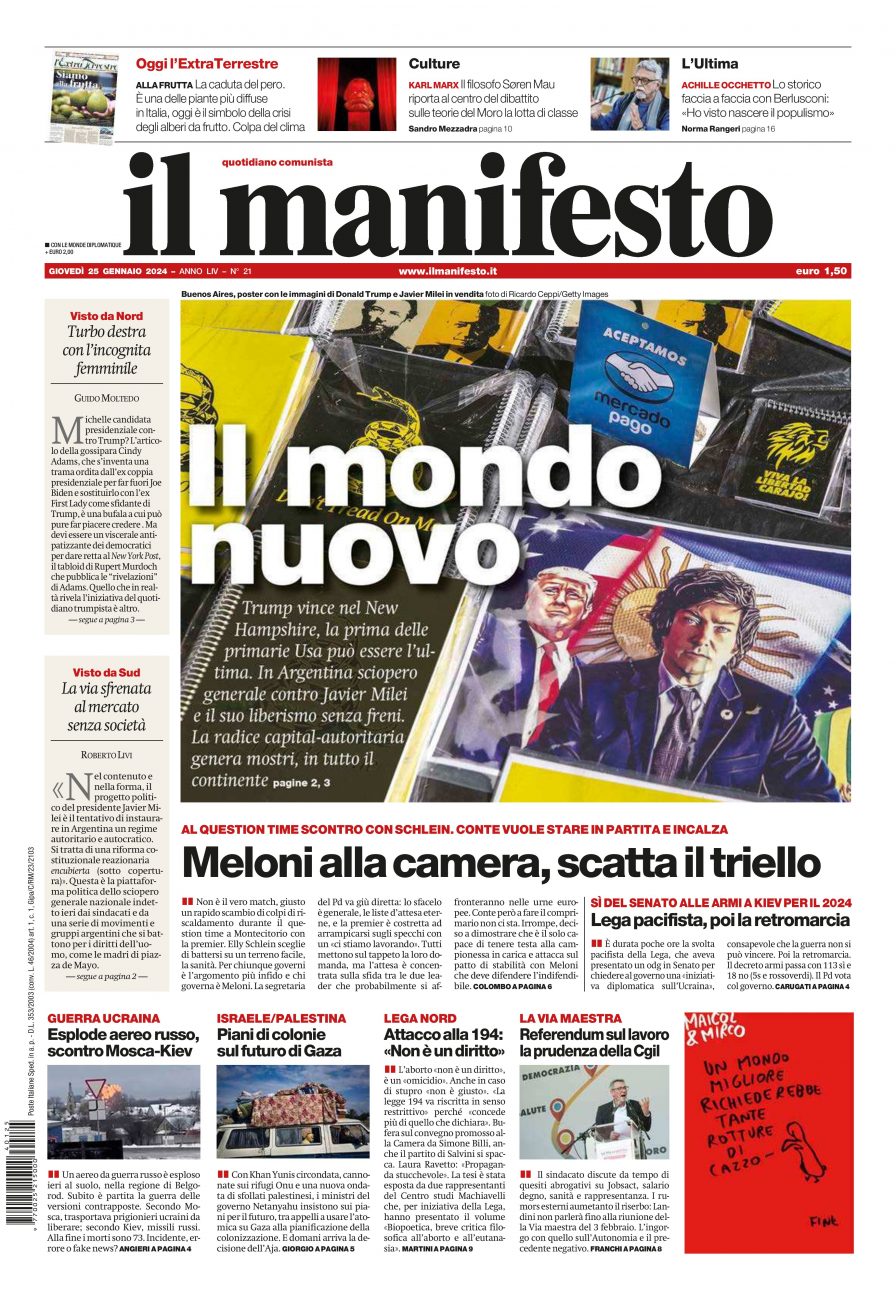 Oggi l'ExtraTerrestre
ALLA FRUTTA La caduta del pero.
È una delle piante più diffuse
in Italia, oggi è il simbolo della crisi
degli alberi da frutto. Colpa del clima
Siamo
alla frutta
Culture
KARL MARX Il filosofo Søren Mau
riporta al centro del dibattito
sulle teorie del Moro la lotta di classe
Sandro Mezzadra pagina 10
L'Ultima
ACHILLE OCCHETTO Lo storico
faccia a faccia con Berlusconi:
«Ho visto nascere il populismo»
Norma Rangeri pagina 16
quotidiano comunista
il manifesto
■ CON LE MONDE DIPLOMATIQUE
+ EURO 2,00
GIOVEDÌ 25 GENNAIO 2024 – ANNO LIV – N° 21
www.ilmanifesto.it
euro 1,50
Visto da Nord
Turbo destra
con l'incognita
femminile
GUIDO MOLTEDO
Michelle candidata
presidenziale con-
tro Trump? L'artico-
lo della gossipara Cindy
Adams, che s'inventa una
trama ordita dall'ex coppia
presidenziale per far fuori Joe
Biden e sostituirlo con l'ex
First Lady come sfidante di
Trump, è una bufala a cui può
pure far piacere credere . Ma
devi essere un viscerale anti-
patizzante dei democratici
per dare retta al New York Post,
il tabloid di Rupert Murdoch
che pubblica le "rivelazioni"
di Adams. Quello che in real-
tà rivela l'iniziativa del quoti-
diano trumpista è altro.
— segue a pagina 3 —
Visto da Sud
La via sfrenata
al mercato
senza società
ROBERTO LIVI
«Nel contenuto e
nella forma, il
progetto politi-
co del presidente Javier Mi-
lei è il tentativo di instaura-
re in Argentina un regime
autoritario e autocratico.
Si tratta di una riforma co-
stituzionale reazionaria
encubierta (sotto copertu-
ra)». Questa è la piattafor-
ma politica dello sciopero
generale nazionale indet-
to ieri dai sindacati e da
una serie di movimenti e
gruppi argentini che si bat-
tono per i diritti dell'uo-
mo, come le madri di piaz-
za de Mayo.
— segue a pagina 2 —
Buenos Aires, poster con le immagini di Donald Trump e Javier Milei in vendita foto di Ricardo Ceppi/Getty Images
ACEPTAMOS
mercado
pago
VIVA LA
LIBERTAD
CARAJO!
Don't Tread On Me
Il mondo
nuovo
Trump vince nel New
Hampshire, la prima delle
primarie Usa può essere l'ul-
tima. In Argentina sciopero
generale contro Javier Milei
e il suo liberismo senza freni.
La radice capital-autoritaria
genera mostri, in tutto il
continente pagine 2, 3
AL QUESTION TIME SCONTRO CON SCHLEIN. CONTE VUOLE STARE IN PARTITA E INCALZA
Meloni alla camera, scatta il triello
Non è il vero match, giusto
un rapido scambio di colpi di ri-
scaldamento durante il que-
stion time a Montecitorio con
la premier. Elly Schlein sceglie
di battersi su un terreno facile,
la sanità. Per chiunque governi
è l'argomento più infido e chi
governa è Meloni. La segretaria
del Pd va giù diretta: lo sfacelo
è generale, le liste d'attesa eter-
ne, e la premier è costretta ad
arrampicarsi sugli specchi con
un «ci stiamo lavorando». Tutti
mettono sul tappeto la loro do-
manda, ma l'attesa è concen-
trata sulla sfida tra le due lea-
der che probabilmente si af-
fronteranno nelle urne euro-
pee. Conte però a fare il compri-
mario non ci sta. Irrompe, deci-
so a dimostrare che è il solo ca-
pace di tenere testa alla cam-
pionessa in carica e attacca sul
patto di stabilità con Meloni
che deve difendere l'indifendi-
bile. COLOMBO A PAGINA 6
SÌ DEL SENATO ALLE ARMI A KIEV PER IL 2024
Lega pacifista, poi la retromarcia
È durata poche ore la svolta
pacifista della Lega, che aveva
presentato un odg in Senato per
chiedere al governo una «iniziati-
va diplomatica sull'Ucraina»,
consapevole che la guerra non si
può vincere. Poi la retromarcia.
Il decreto armi passa con 113 sì e
18 no (5s e rossoverdi). Il Pd vota
col governo. CARUGATI A PAGINA 4
GUERRA UCRAINA
Esplode aereo russo,
scontro Mosca-Kiev
Un aereo da guerra russo è esploso
ieri al suolo, nella regione di Belgo-
rod. Subito è partita la guerra delle
versioni contrapposte. Secondo Mo-
sca, trasportava prigionieri ucraini da
liberare; secondo Kiev, missili russi.
Alla fine i morti sono 73. Incidente, er-
rore o fake news? ANGIERI A PAGINA 4
ISRAELE/PALESTINA
Piani di colonie
sul futuro di Gaza
Con Khan Yunis circondata, canno-
nate sui rifugi Onu e una nuova onda-
ta di sfollati palestinesi, i ministri del
governo Netanyahu insistono sui pia-
ni per il futuro, tra appelli a usare l'ato-
mica su Gaza alla pianificazione della
colonizzazione. E domani arriva la de-
cisione dell'Aja. GIORGIO A PAGINA 5
LEGA NORD
Attacco alla 194:
«Non è un diritto»
L'aborto «non è un diritto»,
è un «omicidio». Anche in caso
di stupro «non è giusto». «La
legge 194 va riscritta in senso
restrittivo» perché «concede
più di quello che dichiara». Bu-
fera sul convegno promosso al-
la Camera da Simone Billi, an-
che il partito di Salvini si spac-
ca. Laura Ravetto: «Propagan-
da stucchevole». La tesi è stata
esposta da due rappresentanti
del Centro studi Machiavelli
che, per iniziativa della Lega,
hanno presentato il volume
«Biopoetica, breve critica filo-
sofica all'aborto e all'eutana-
sia». MARTINI A PAGINA 9
LA VIA MAESTRA
Referendum sul lavoro
la prudenza della Cgil
DEMOCRAZIA
ALUTE
ORO
Il sindacato discute da tempo di
quesiti abrogativi su Jobsact, salario
degno, sanità e rappresentanza. I ru-
mors esterni aumentano il riserbo: Lan-
dini non parlerà fino alla riunione del-
la Via maestra del 3 febbraio. L'ingor-
go con quello sull'Autonomia e il pre-
cedente negativo. FRANCHI A PAGINA 8
MAICOL
& MIRCO
UN MONDO
MIGLIORE
RICHIEDEREBBE
TANTE
ROTTURE
DI
CAZZO-
FINE
Poste Italiane Sped. in a. p. - D.L. 353/2003 (conv. L. 46/2004) art. 1, c. 1, Gipa/C/RM/23/2103
40125
9 770025 215000